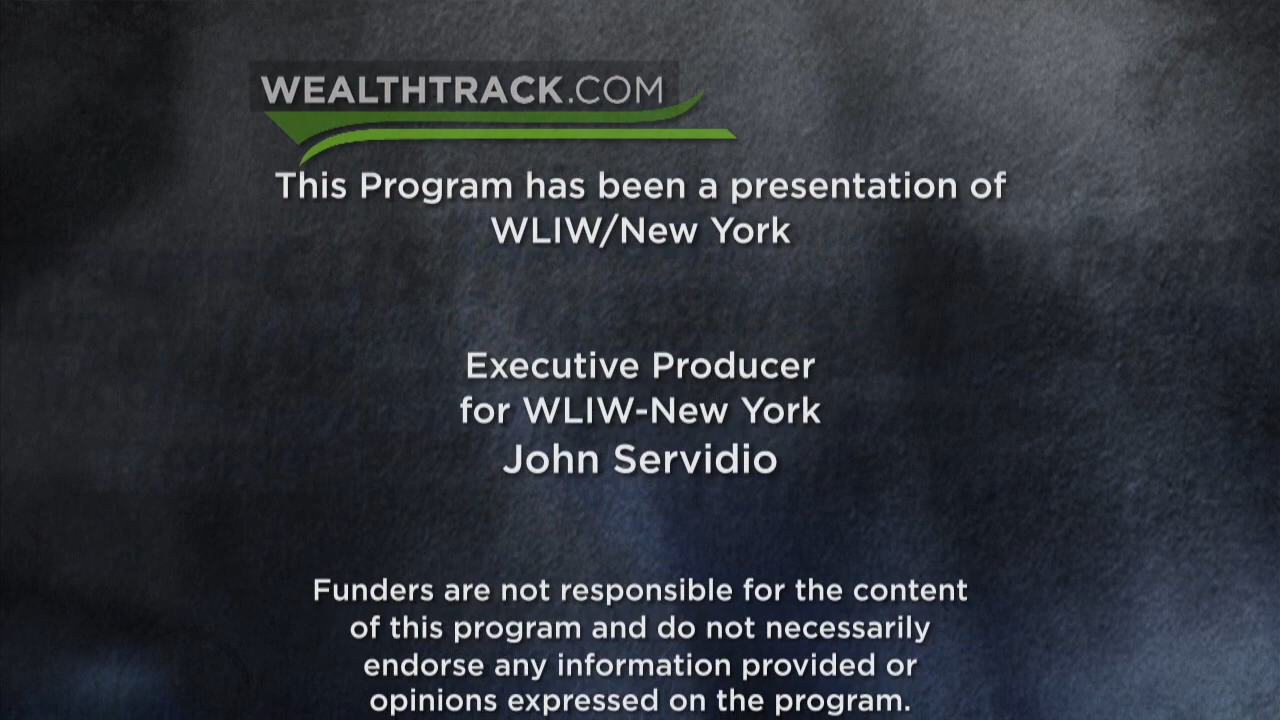 WEALTHTRACK.COM
This Program has been a presentation of
WLIW/New York
Executive Producer
for WLIW-New York
John Servidio
Funders are not responsible for the content
of this program and do not necessarily
endorse any information provided or
opinions expressed on the program.